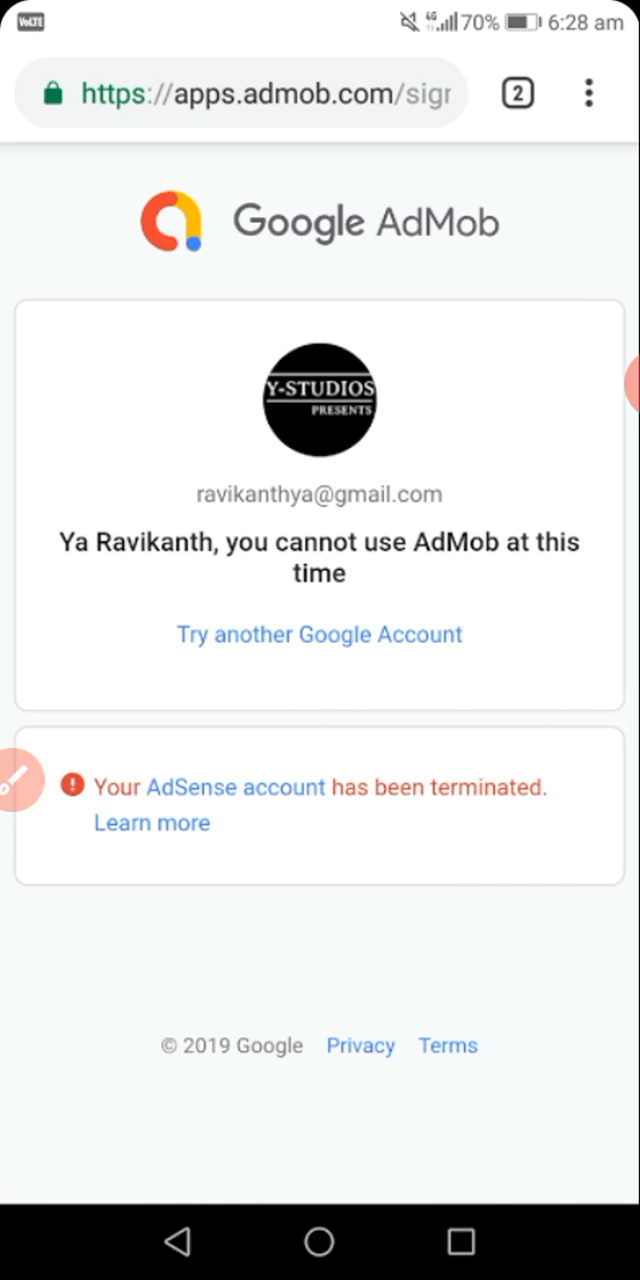 VoLTE
4G 70% 6:28 am
https://apps.admob.com/sigr
2
Google AdMob
Y-STUDIOS
PRESENTS
ravikanthya@gmail.com
Ya Ravikanth, you cannot use AdMob at this
time
Try another Google Account
Your AdSense account has been terminated.
Learn more
© 2019 Google Privacy Terms